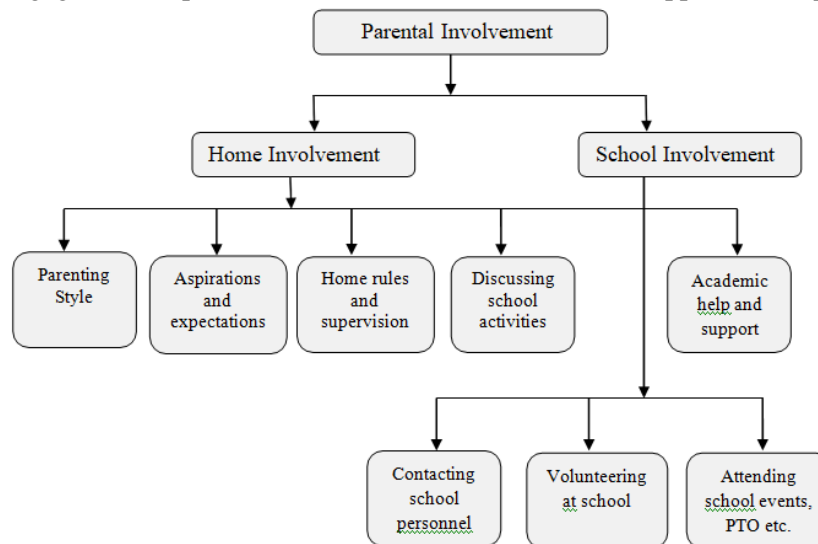 Parental Involvement
Home Involvement
School Involvement
Parenting
Style
Aspirations
and
expectations
Home rules
and
supervision
Discussing
school
activities
Academic
help and
support
Contacting
school
personnel
Volunteering
at school
Attending
school events,
PTO etc.